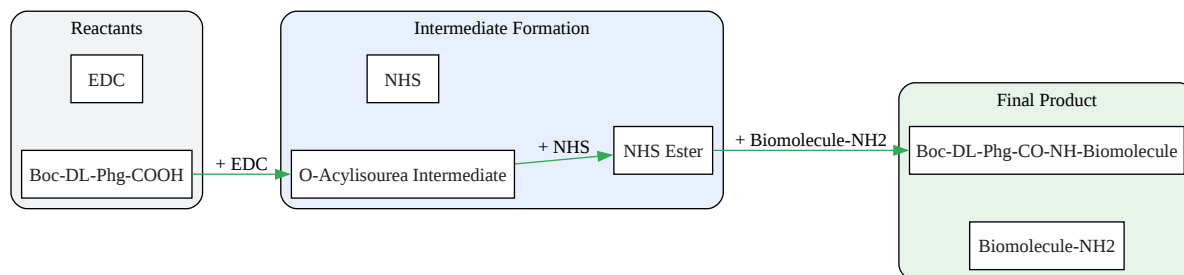 Reactants
EDC
Boc-DL-Phg-COOH
+ EDC
Intermediate Formation
NHS
O-Acylisourea Intermediate
+ NHS
NHS Ester
+ Biomolecule-NH2
Final Product
Boc-DL-Phg-CO-NH-Biomolecule
Biomolecule-NH2